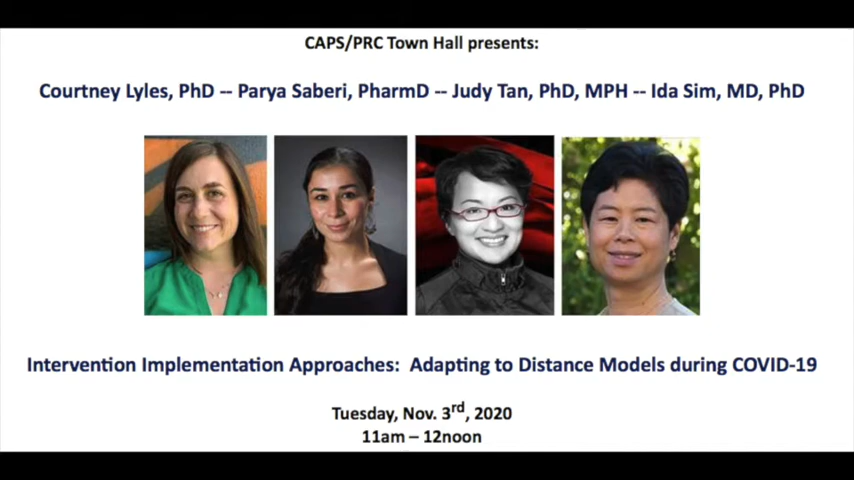 CAPS/PRC Town Hall presents:
Courtney Lyles, PhD -- Parya Saberi, PharmD -- Judy Tan, PhD, MPH -- Ida Sim, MD, PhD
Intervention Implementation Approaches: Adapting to Distance Models during COVID-19
Tuesday, Nov. 3rd, 2020
11am – 12noon